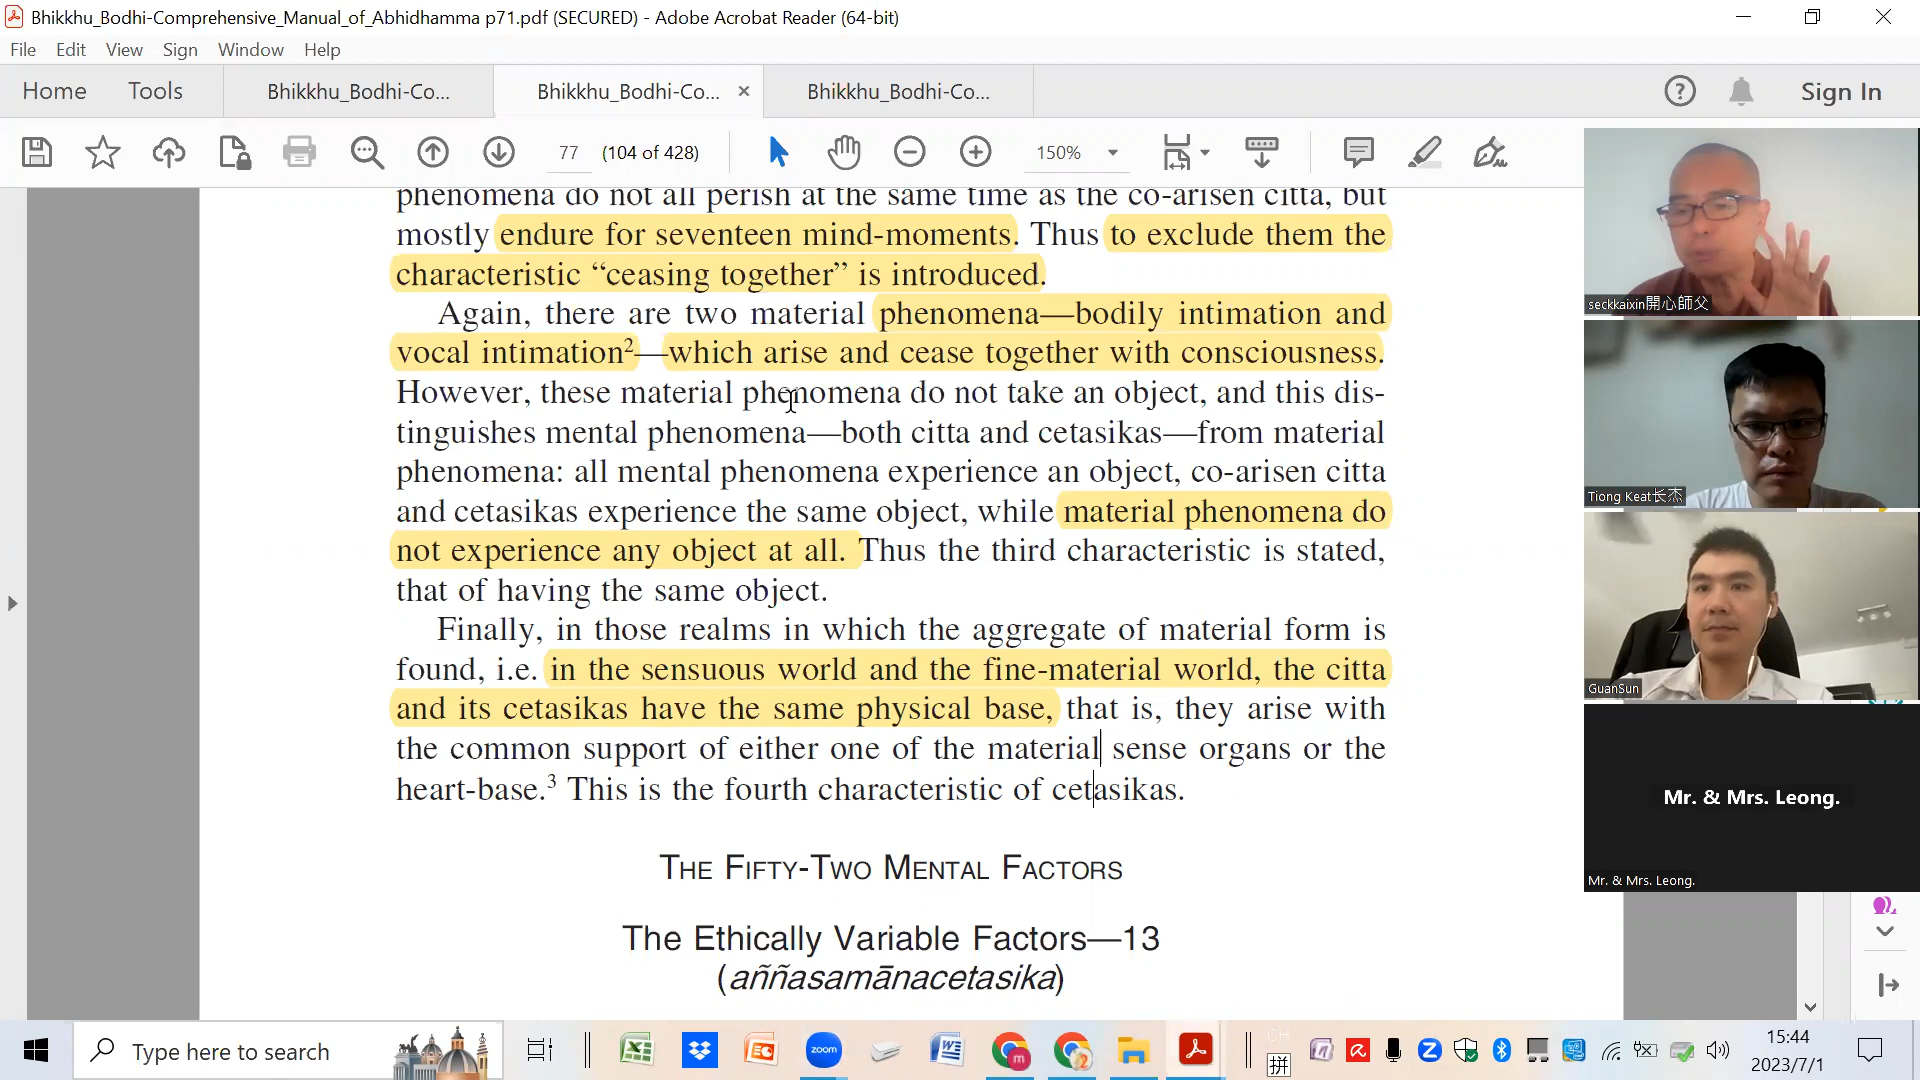 Bhikkhu_Bodhi-Comprehensive_Manual_of_Abhidhamma p71.pdf (SECURED) - Adobe Acrobat Reader (64-bit)
File Edit View Sign Window Help
Home Tools Bhikkhu_Bodhi-Co... Bhikkhu_Bodhi-Co... × Bhikkhu_Bodhi-Co... Sign In
77 (104 of 428) 150%
phenomena do not all perish at the same time as the co-arisen citta, but
mostly endure for seventeen mind-moments. Thus to exclude them the
characteristic “ceasing together” is introduced.
Again, there are two material phenomena—bodily intimation and
vocal intimation2—which arise and cease together with consciousness.
However, these material phenomena do not take an object, and this dis-
tinguishes mental phenomena—both citta and cetasikas—from material
phenomena: all mental phenomena experience an object, co-arisen citta
and cetasikas experience the same object, while material phenomena do
not experience any object at all. Thus the third characteristic is stated,
that of having the same object.
Finally, in those realms in which the aggregate of material form is
found, i.e. in the sensuous world and the fine-material world, the citta
and its cetasikas have the same physical base, that is, they arise with
the common support of either one of the material sense organs or the
heart-base.3 This is the fourth characteristic of cetasikas.
THE FIFTY-TWO MENTAL FACTORS
The Ethically Variable Factors—13
(aññasamānacetasika)
seckkaixin開心師父
Tiong Keat长杰
GuanSun
Mr. & Mrs. Leong.
Mr. & Mrs. Leong.
Type here to search
zoom
CH
拼
15:44
2023/7/1